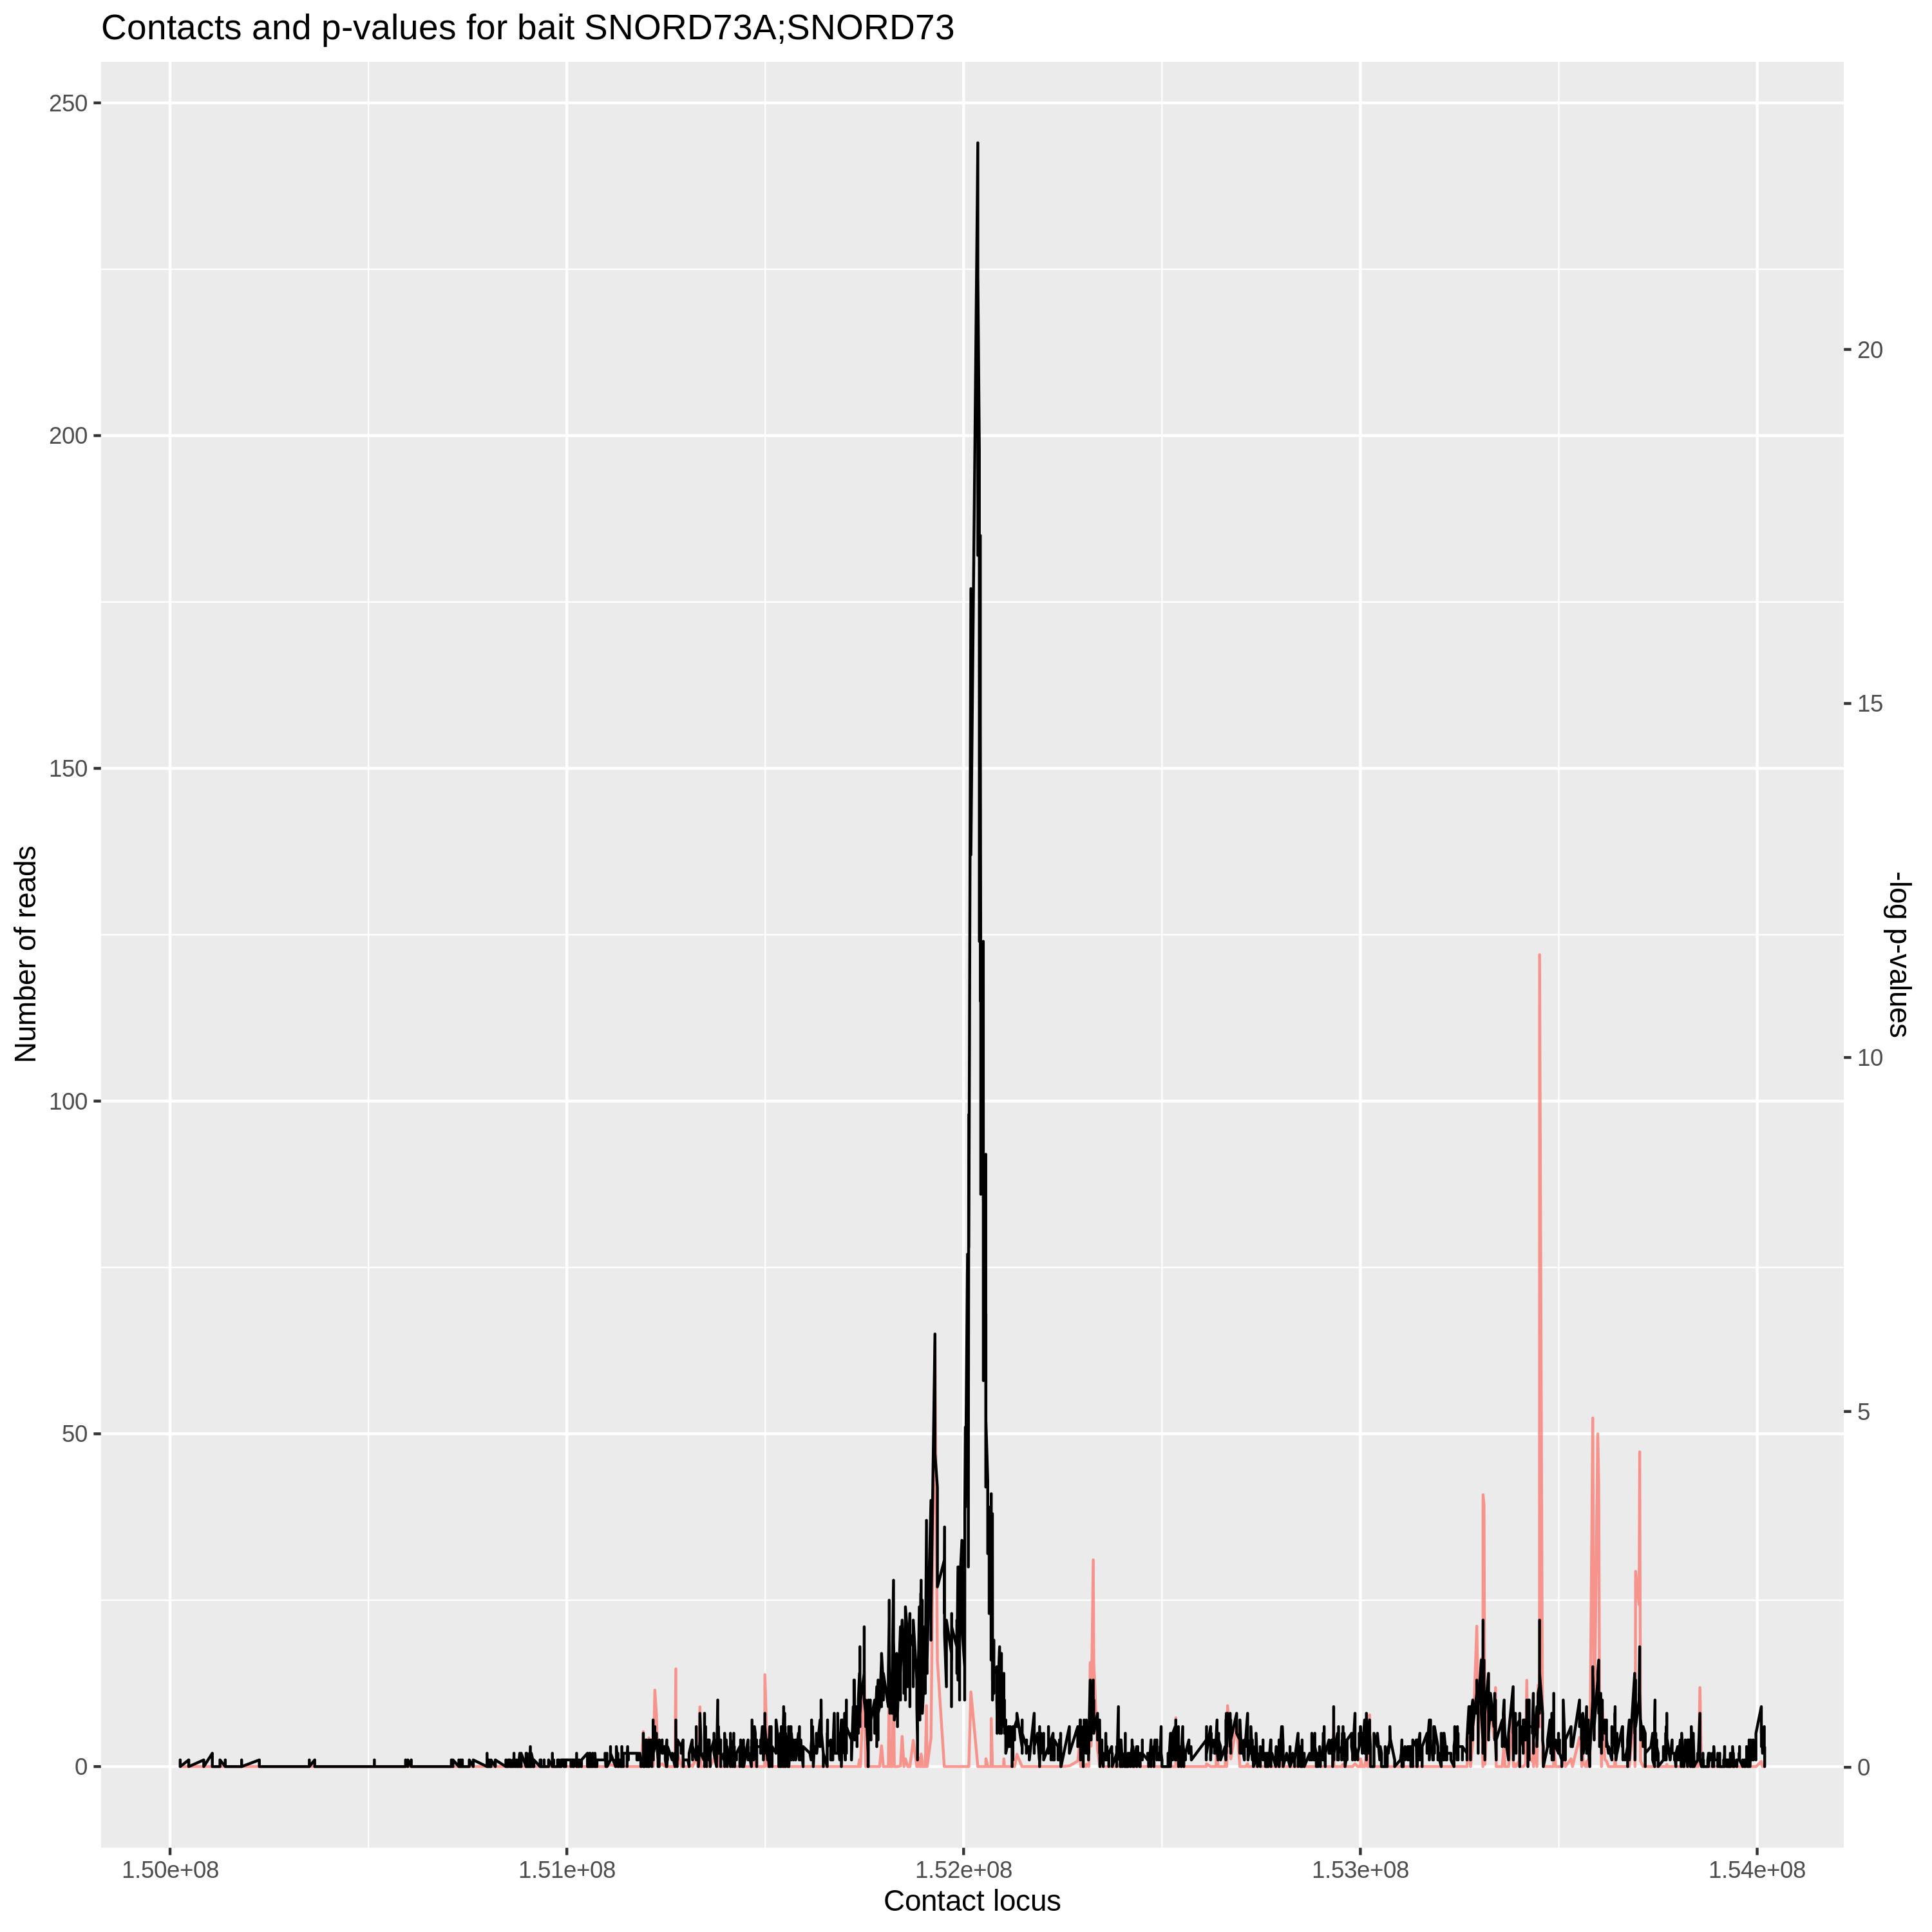 Contacts and p-values for bait SNORD73A;SNORD73
250
200
150
100
50
0
Number of reads
20
15
10
5
0
-log p-values
1.50e+08
1.51e+08
1.52e+08
1.53e+08
1.54e+08
Contact locus